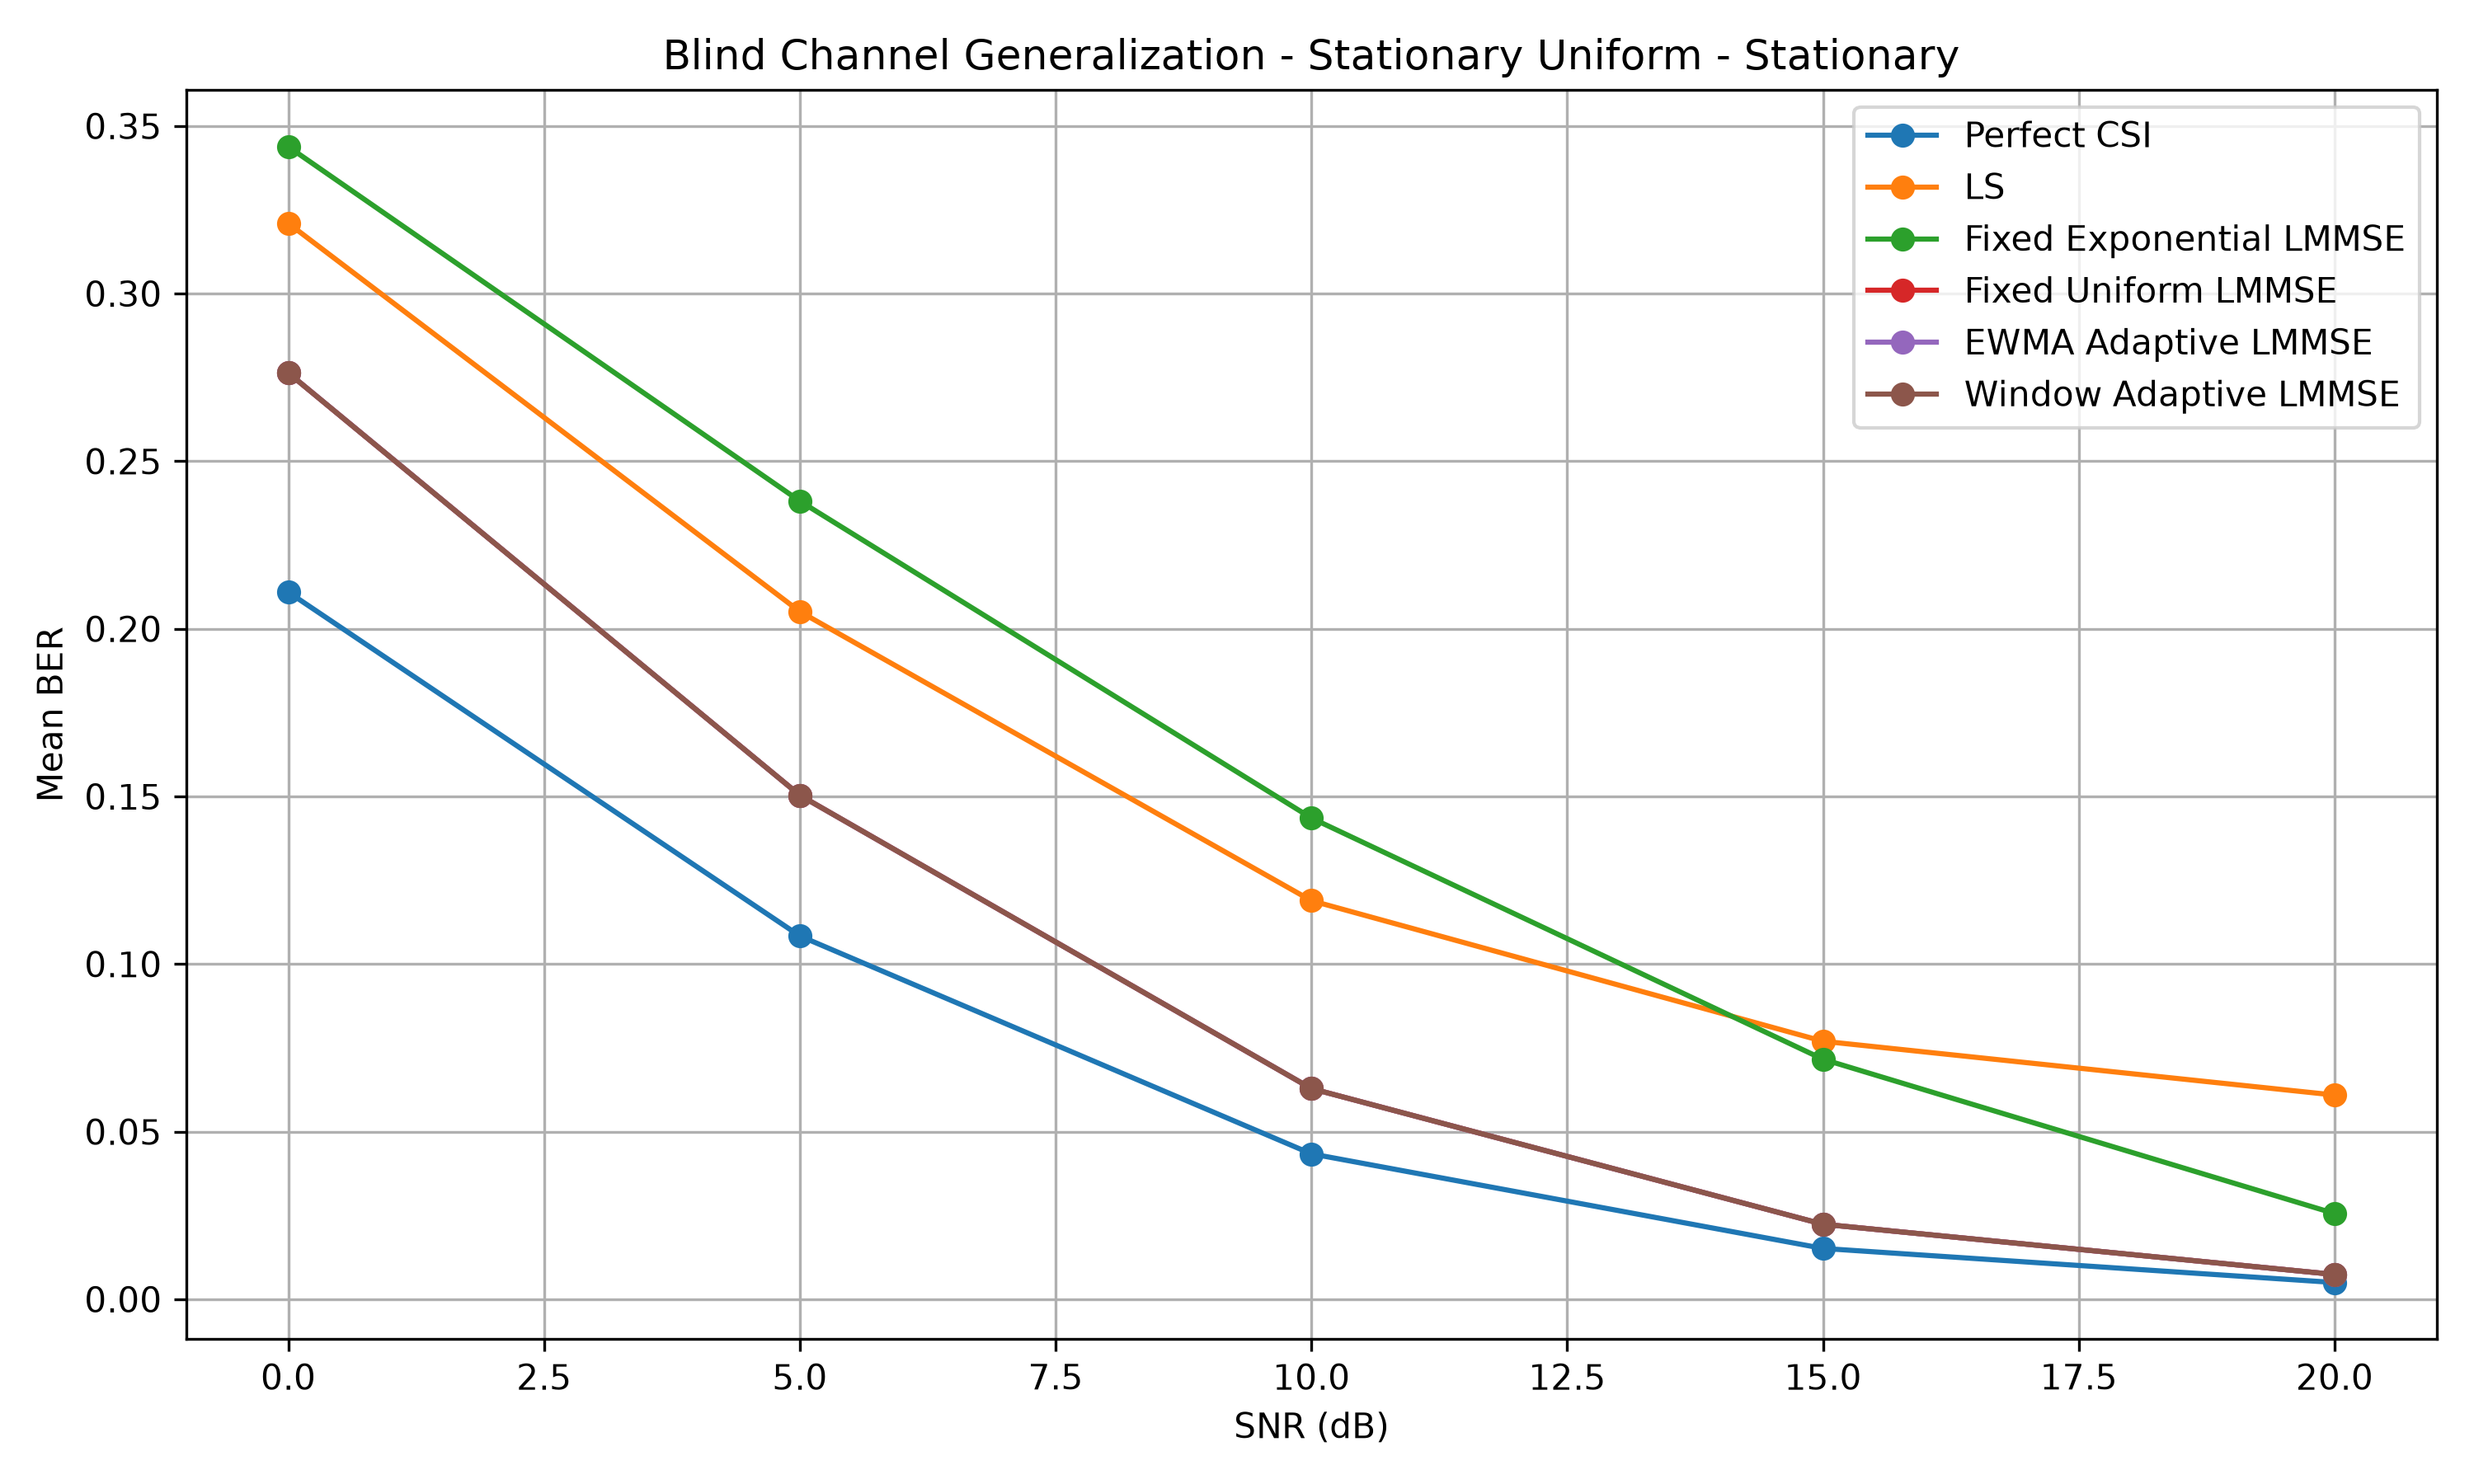 Blind Channel Generalization - Stationary Uniform - Stationary
Perfect CSI
LS
Fixed Exponential LMMSE
Fixed Uniform LMMSE
EWMA Adaptive LMMSE
Window Adaptive LMMSE
Mean BER
0.35
0.30
0.25
0.20
0.15
0.10
0.05
0.00
0.0 2.5 5.0 7.5 10.0 12.5 15.0 17.5 20.0
SNR (dB)